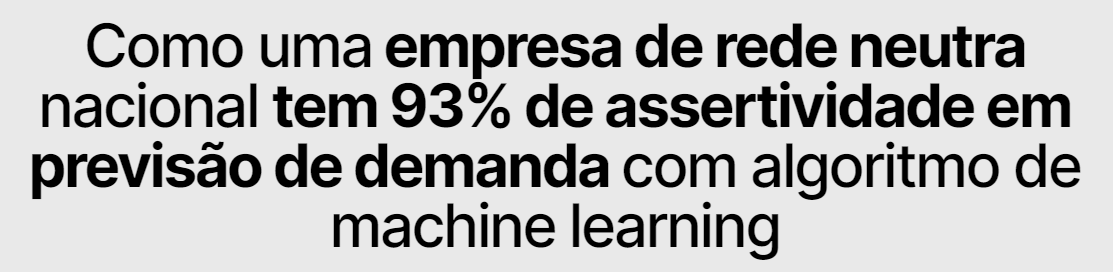 Como uma empresa de rede neutra
nacional tem 93% de assertividade em
previsão de demanda com algoritmo de
machine learning